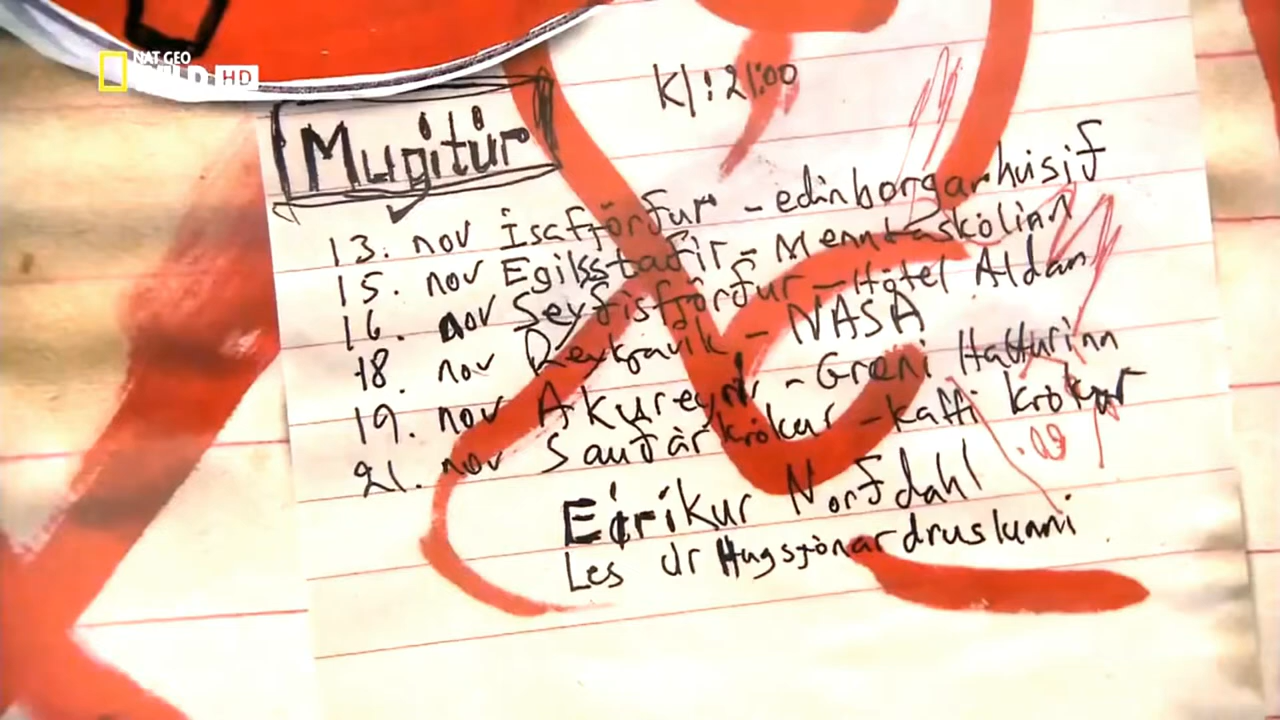 NAT GEO
WILD HD
Mugitúr
Kl: 21:00
13. nov Ísafjörður - edinborgarhúsið
15. nov Egilsstaðir - Menntaskólinn
16. nov Seyðisfjörður - Hótel Aldan
18. nov Reykjavík - NASA
19. nov Akureyri - Græni Hatturinn
21. nov Sauðárkrókur - kaffi krókur
Eiríkur Norðdahl
Les úr Hugsjónardruslunni